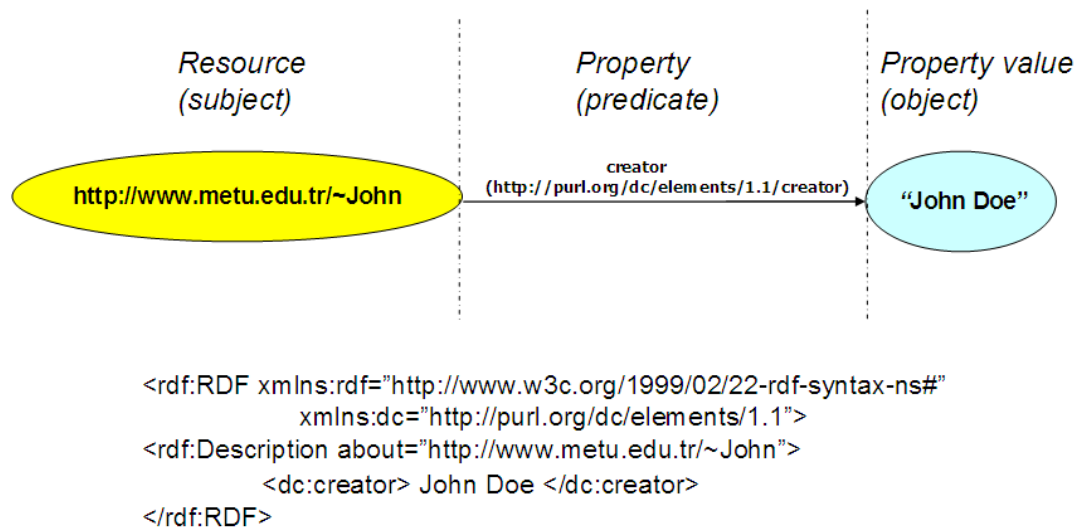 Resource
(subject)
Property
(predicate)
Property value
(object)
http://www.metu.edu.tr/~John
creator
(http://purl.org/dc/elements/1.1/creator)
“John Doe”
<rdf:RDF xmlns:rdf=”http://www.w3c.org/1999/02/22-rdf-syntax-ns#”
xmlns:dc=”http://purl.org/dc/elements/1.1”>
<rdf:Description about=”http://www.metu.edu.tr/~John”>
<dc:creator> John Doe </dc:creator>
</rdf:RDF>